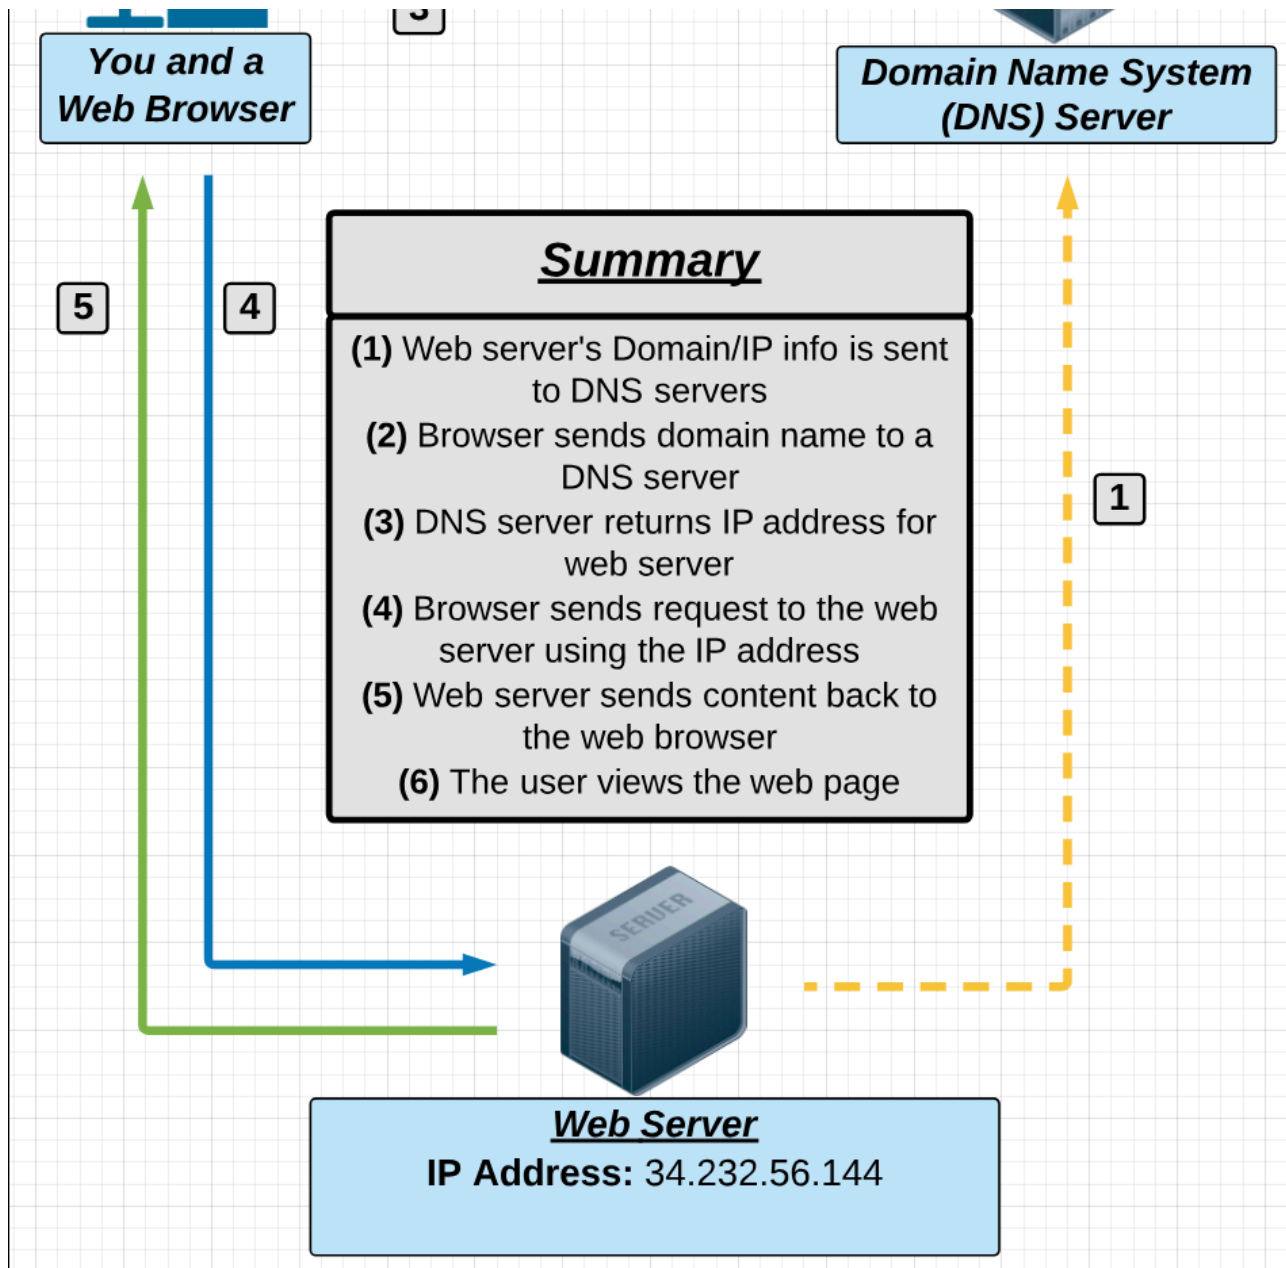 3
You and a
Web Browser
Domain Name System
(DNS) Server
5
4
Summary
(1) Web server's Domain/IP info is sent
to DNS servers
(2) Browser sends domain name to a
DNS server
(3) DNS server returns IP address for
web server
(4) Browser sends request to the web
server using the IP address
(5) Web server sends content back to
the web browser
(6) The user views the web page
1
SERVER
Web Server
IP Address: 34.232.56.144